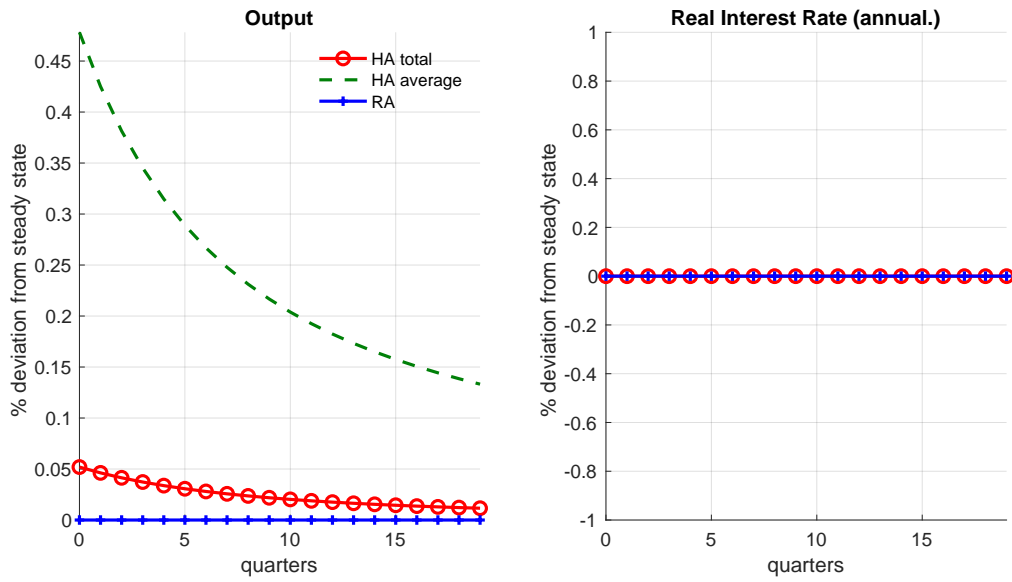 Output
HA total
HA average
RA
% deviation from steady state
0.45
0.4
0.35
0.3
0.25
0.2
0.15
0.1
0.05
0
0 5 10 15
quarters
Real Interest Rate (annual.)
% deviation from steady state
1
0.8
0.6
0.4
0.2
0
-0.2
-0.4
-0.6
-0.8
-1
0 5 10 15
quarters